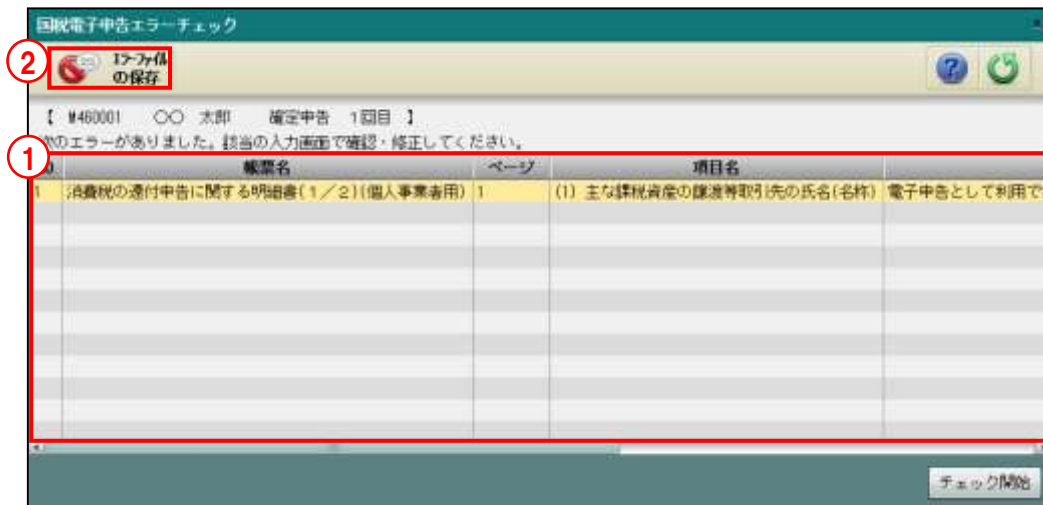 国税電子申告エラーチェック
② エラーファイル
の保存
【 #460001 〇〇 太郎 確定申告 1回目 】
次のエラーがありました。該当の入力画面で確認・修正してください。
① 帳票名 ページ 項目名
1 消費税の還付申告に関する明細書(1/2)(個人事業者用) 1 (1) 主な課税資産の譲渡等取引先の氏名(名称) 電子申告として利用で
チェック開始